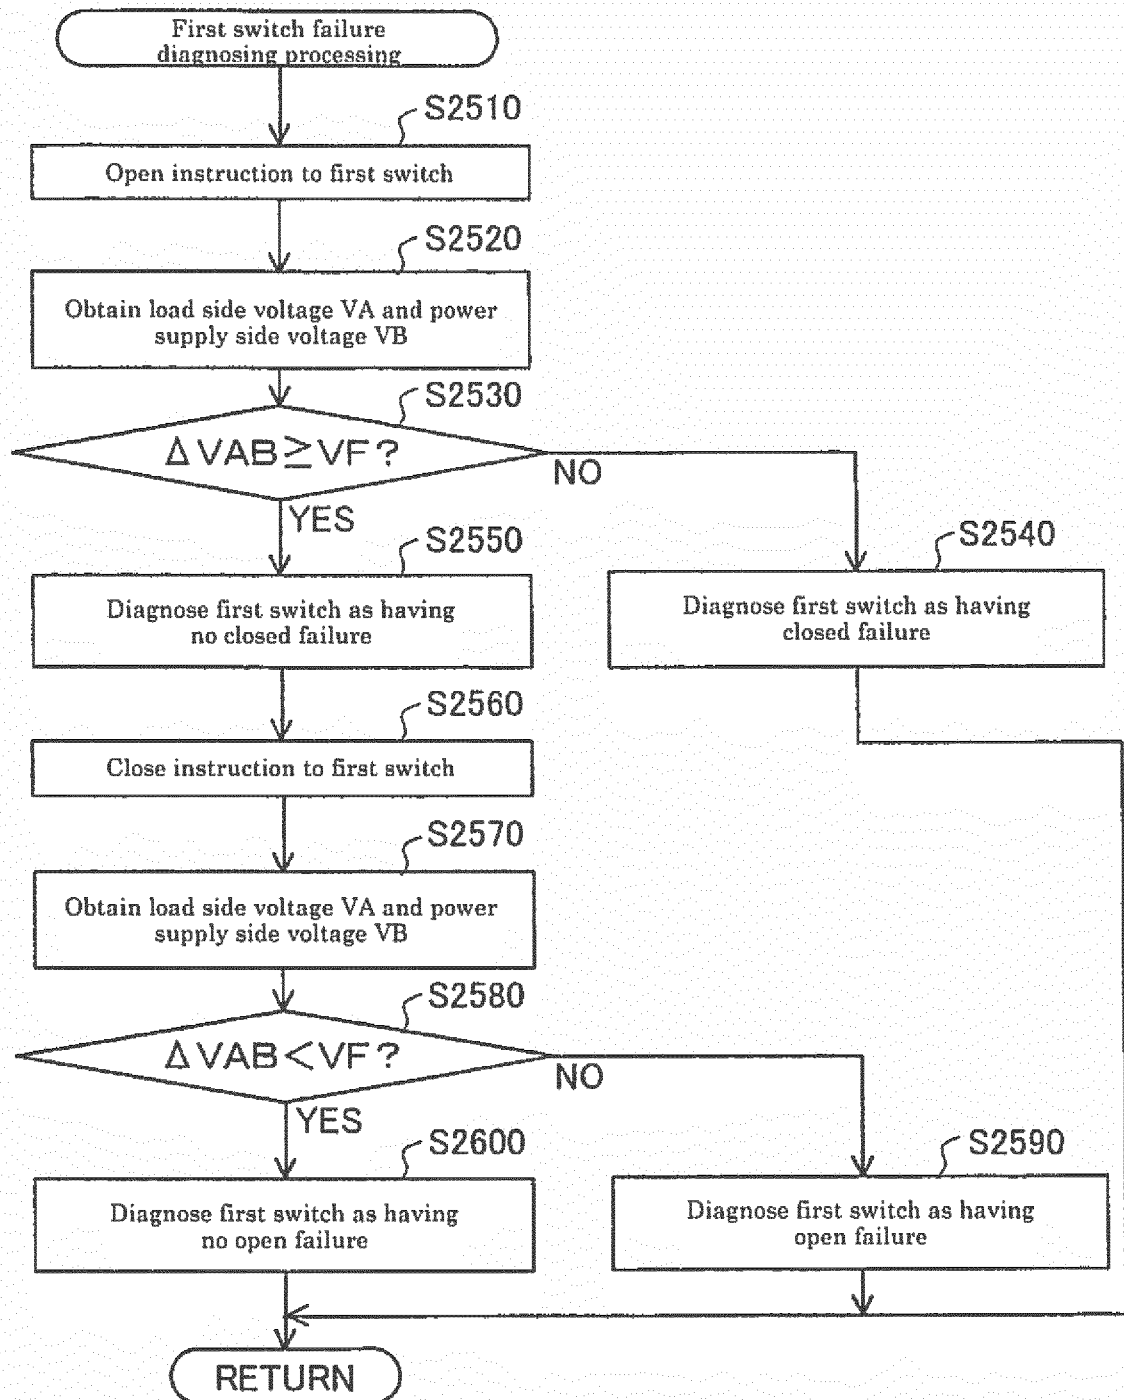 First switch failure
diagnosing processing
S2510
Open instruction to first switch
S2520
Obtain load side voltage VA and power
supply side voltage VB
S2530
ΔVAB≧VF?
NO
YES
S2550
S2540
Diagnose first switch as having
no closed failure
Diagnose first switch as having
closed failure
S2560
Close instruction to first switch
S2570
Obtain load side voltage VA and power
supply side voltage VB
S2580
ΔVAB<VF?
NO
YES
S2600
S2590
Diagnose first switch as having
no open failure
Diagnose first switch as having
open failure
RETURN